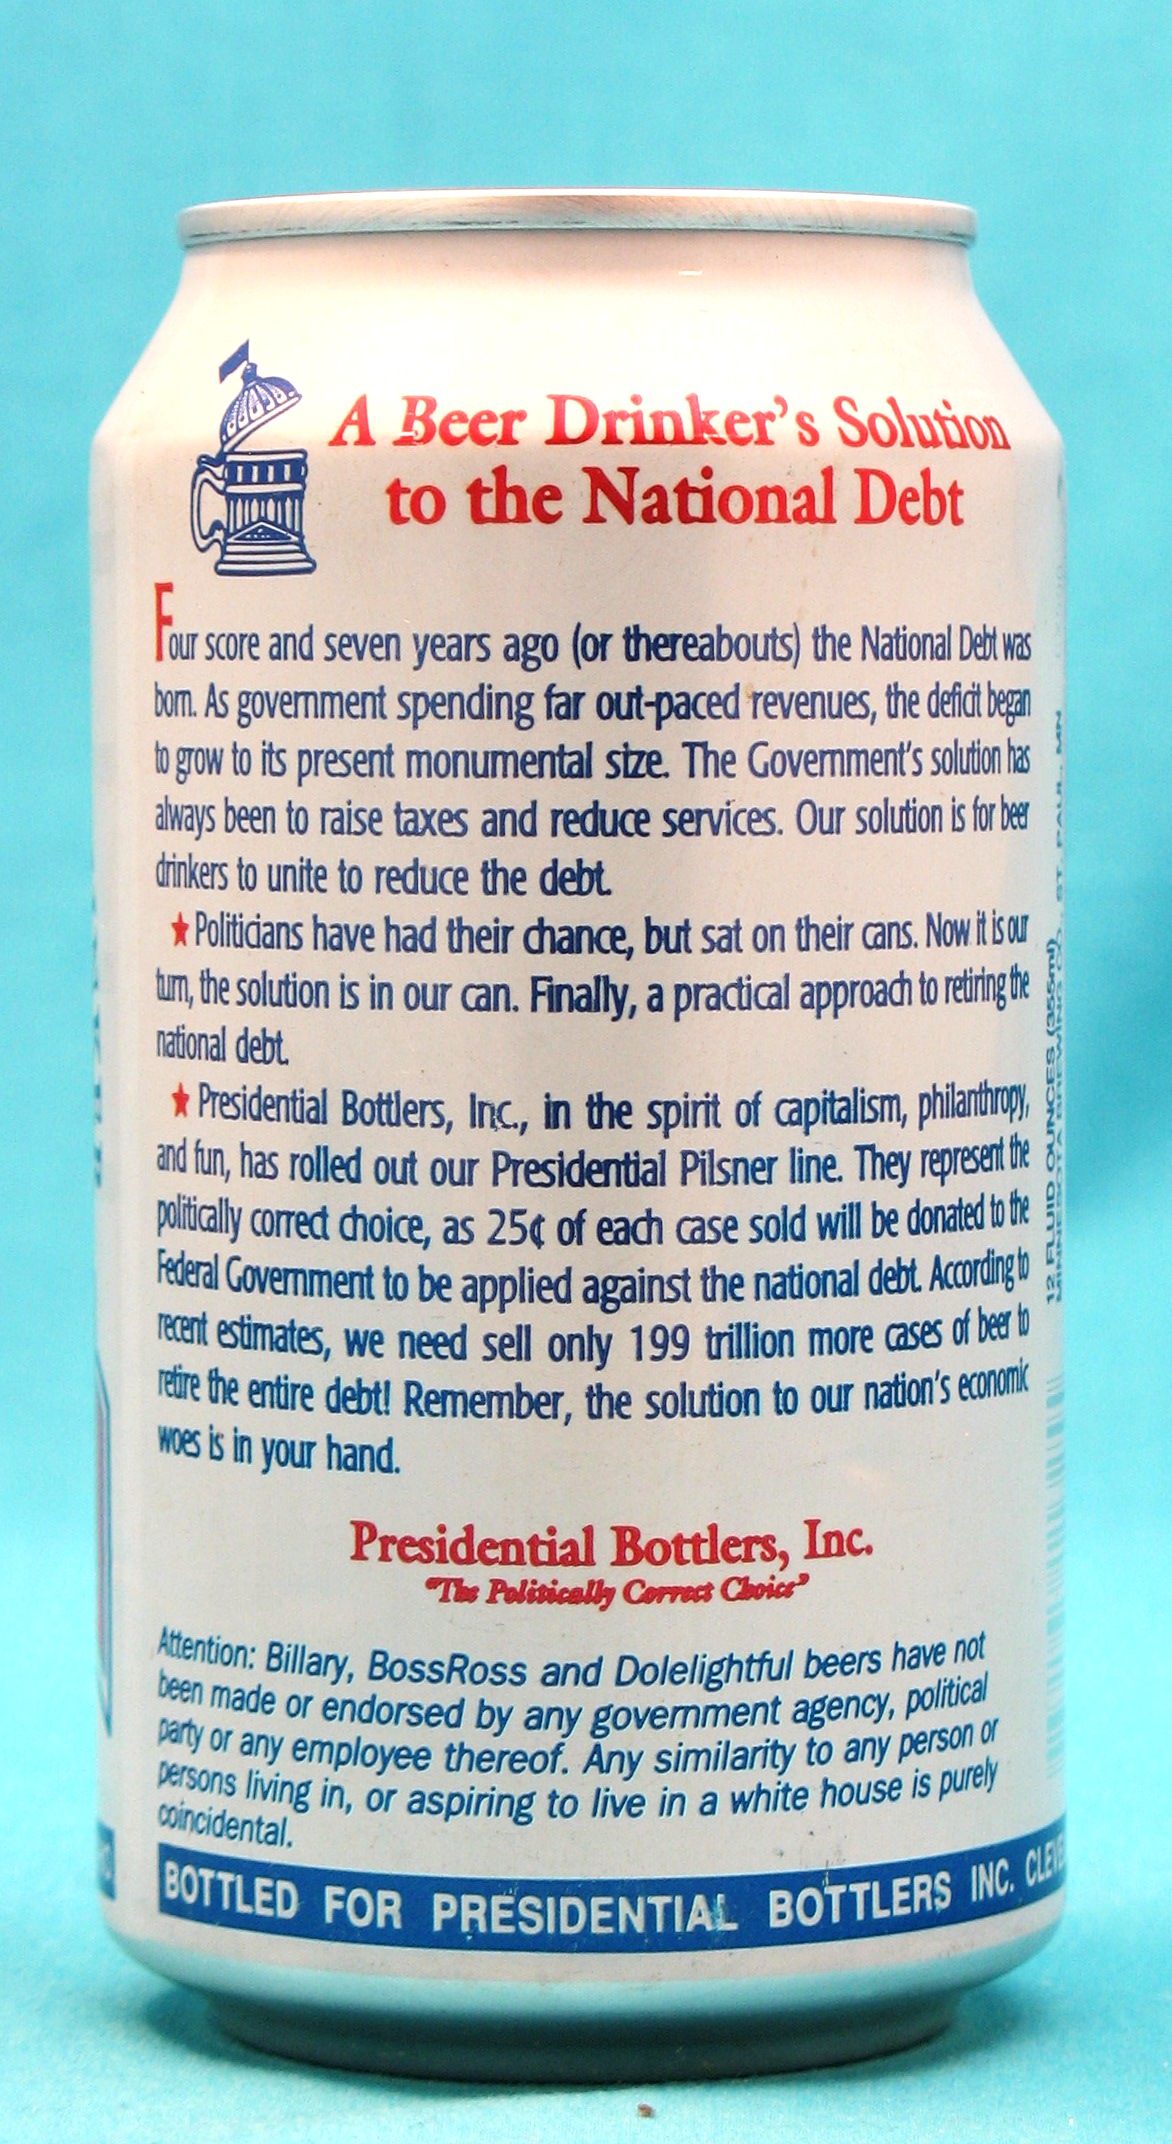 A Beer Drinker's Solution
to the National Debt
Four score and seven years ago (or thereabouts) the National Debt was
born. As government spending far out-paced revenues, the deficit began
to grow to its present monumental size. The Government's solution has
always been to raise taxes and reduce services. Our solution is for beer
drinkers to unite to reduce the debt.
★ Politicians have had their chance, but sat on their cans. Now it is our
turn, the solution is in our can. Finally, a practical approach to retiring the
national debt.
★ Presidential Bottlers, Inc., in the spirit of capitalism, philanthropy,
and fun, has rolled out our Presidential Pilsner line. They represent the
politically correct choice, as 25¢ of each case sold will be donated to the
Federal Government to be applied against the national debt. According to
recent estimates, we need sell only 199 trillion more cases of beer to
retire the entire debt! Remember, the solution to our nation's economic
woes is in your hand.
Presidential Bottlers, Inc.
"The Politically Correct Choice"
Attention: Billary, BossRoss and Dolelightful beers have not
been made or endorsed by any government agency, political
party or any employee thereof. Any similarity to any person or
persons living in, or aspiring to live in a white house is purely
coincidental.
BOTTLED FOR PRESIDENTIAL BOTTLERS INC. CLEVE
12 FLUID OUNCES (355ml)
MINNESOTA BREWING CO., ST. PAUL, MN